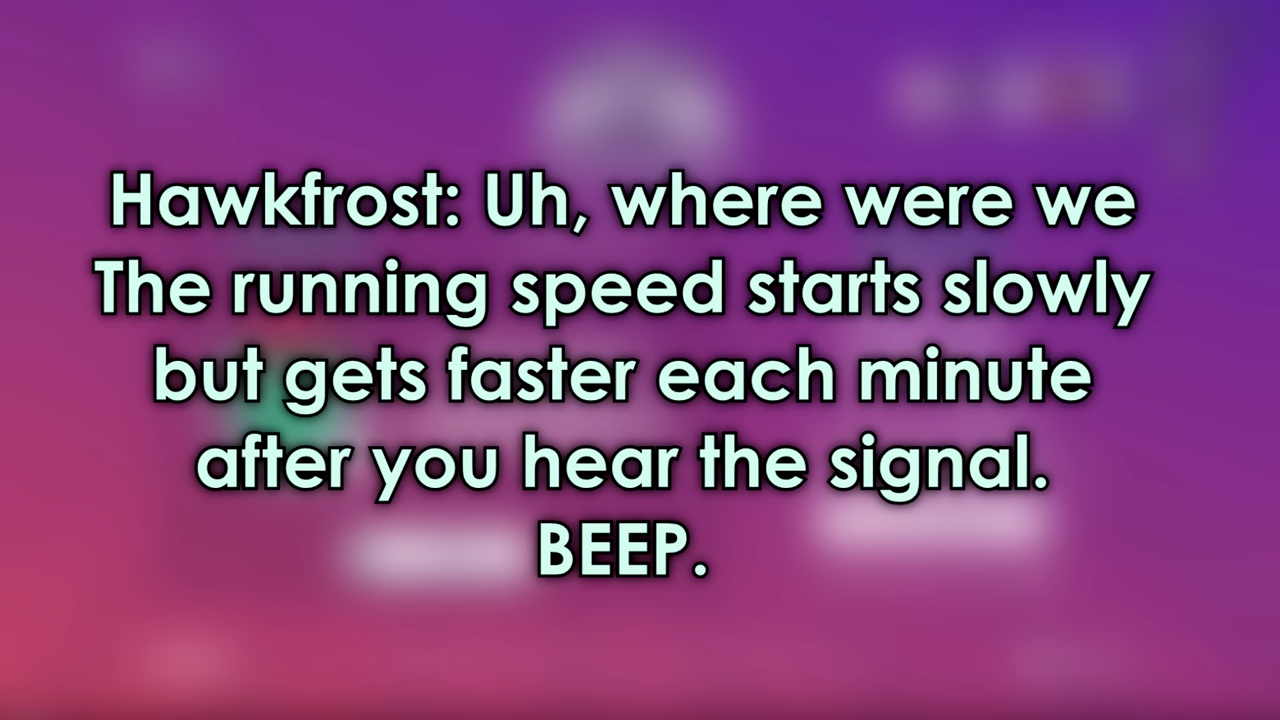 Hawkfrost: Uh, where were we
The running speed starts slowly
but gets faster each minute
after you hear the signal.
BEEP.